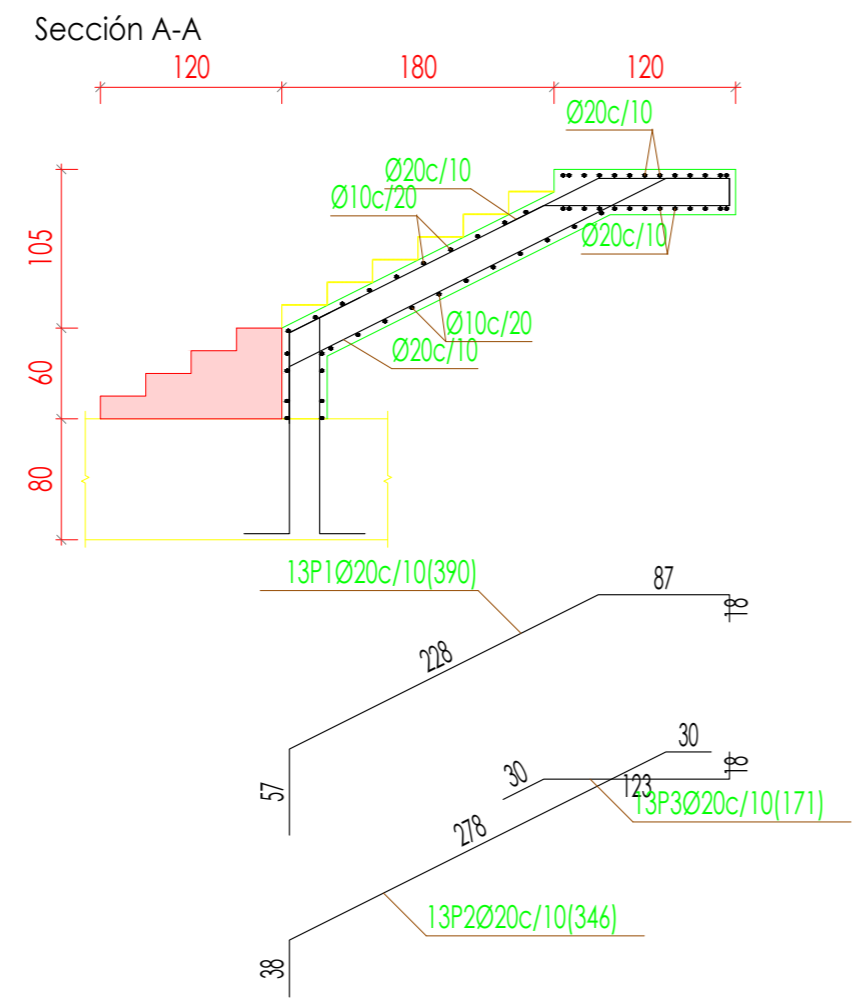 Sección A-A
120
180
120
Ø20c/10
Ø20c/10
Ø10c/20
105
Ø20c/10
Ø10c/20
Ø20c/10
60
80
13P1Ø20c/10(390)
87
18
228
57
30
30
18
123
13P3Ø20c/10(171)
278
13P2Ø20c/10(346)
38